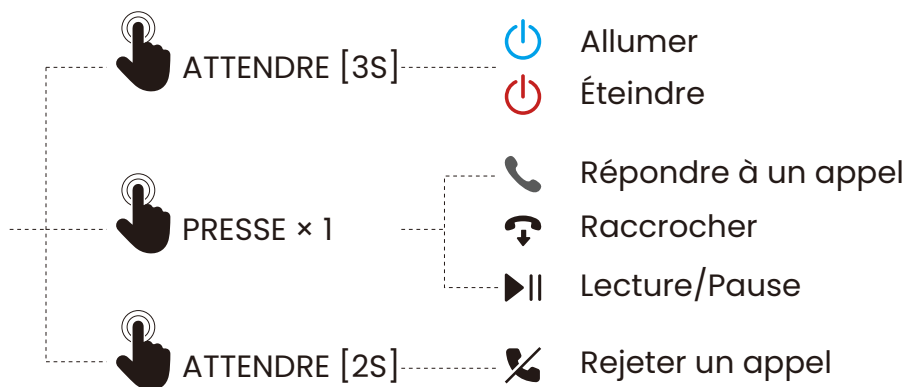 ATTENDRE [3S]
Allumer
Éteindre
PRESSE × 1
Répondre à un appel
Raccrocher
Lecture/Pause
ATTENDRE [2S]
Rejeter un appel